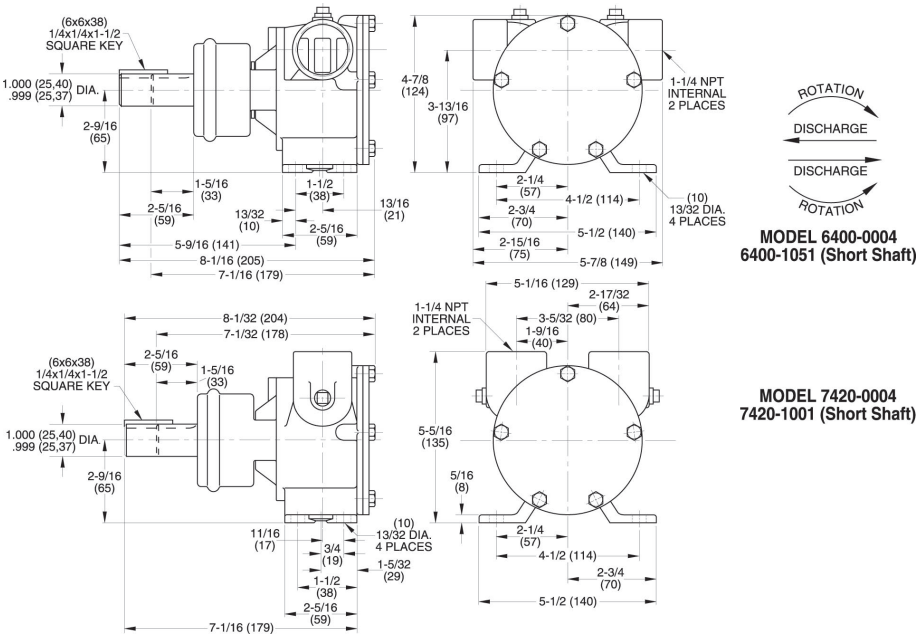 (6x6x38)
1/4x1/4x1-1/2
SQUARE KEY
1.000 (25,40)
.999 (25,37)
DIA.
2-9/16
(65)
1-5/16
(33)
2-5/16
(59)
5-9/16 (141)
8-1/16 (205)
7-1/16 (179)
1-1/2
(38)
13/32
(10)
2-5/16
(59)
13/16
(21)
4-7/8
(124)
3-13/16
(97)
1-1/4 NPT
INTERNAL
2 PLACES
2-1/4
(57)
4-1/2 (114)
2-3/4
(70)
5-1/2 (140)
2-15/16
(75)
5-7/8 (149)
(10)
13/32 DIA.
4 PLACES
ROTATION
DISCHARGE
DISCHARGE
ROTATION
MODEL 6400-0004
6400-1051 (Short Shaft)
8-1/32 (204)
7-1/32 (178)
2-5/16
(59)
1-5/16
(33)
(6x6x38)
1/4x1/4x1-1/2
SQUARE KEY
1.000 (25,40)
.999 (25,37)
DIA.
2-9/16
(65)
11/16
(17)
3/4
(19)
(10)
13/32 DIA.
4 PLACES
1-5/32
(29)
1-1/2
(38)
2-5/16
(59)
7-1/16 (179)
5-1/16 (129)
2-17/32
(64)
1-1/4 NPT
INTERNAL
2 PLACES
3-5/32 (80)
1-9/16
(40)
5-5/16
(135)
5/16
(8)
2-1/4
(57)
4-1/2 (114)
2-3/4
(70)
5-1/2 (140)
MODEL 7420-0004
7420-1001 (Short Shaft)